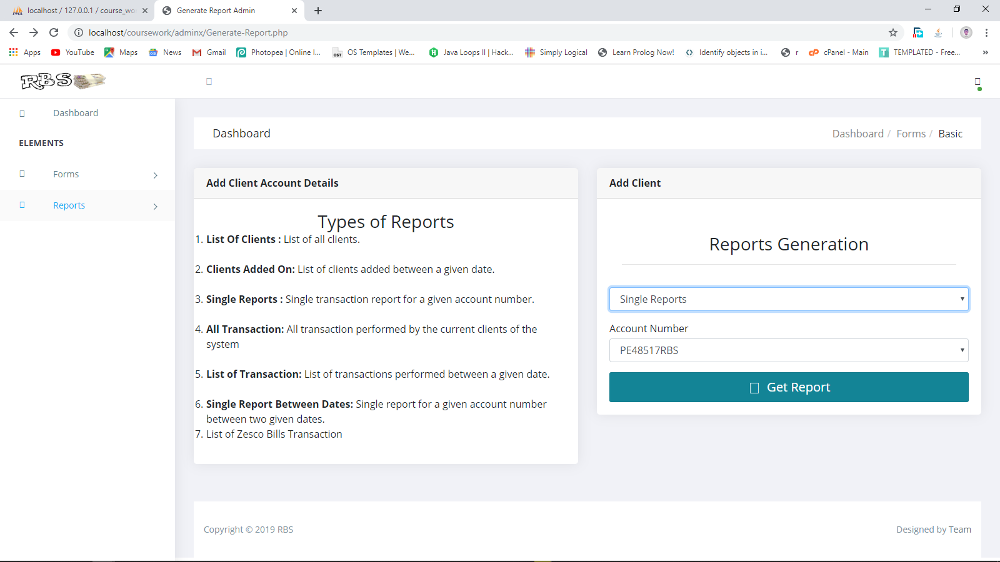 localhost / 127.0.0.1 / course_wo
Generate Report Admin
localhost/coursework/adminx/Generate-Report.php
Apps
YouTube
Maps
News
Gmail
Photopea | Online I...
OS Templates | We...
Java Loops II | Hack...
Simply Logical
Learn Prolog Now!
Identify objects in i...
r
cPanel - Main
TEMPLATED - Free...
RBS
Dashboard
ELEMENTS
Forms
Reports
Dashboard
Dashboard / Forms / Basic
Add Client Account Details
Types of Reports
1. List Of Clients : List of all clients.
2. Clients Added On: List of clients added between a given date.
3. Single Reports : Single transaction report for a given account number.
4. All Transaction: All transaction performed by the current clients of the
system
5. List of Transaction: List of transactions performed between a given date.
6. Single Report Between Dates: Single report for a given account number
between two given dates.
7. List of Zesco Bills Transaction
Add Client
Reports Generation
Single Reports
Account Number
PE48517RBS
Get Report
Copyright © 2019 RBS
Designed by Team